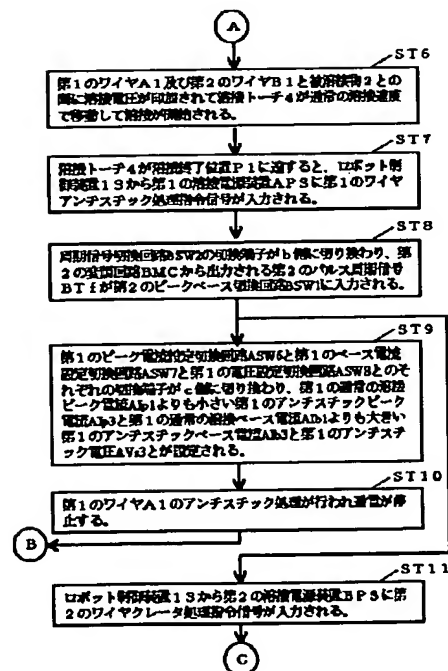 A
ST6
第1のワイヤA1及び第2のワイヤB1と被溶接物2との
間に溶接電圧が印加されて溶接トーチ4が通常の溶接速度
で移動して溶接が開始される。
ST7
溶接トーチ4が溶接終了位置P1に達すると、ロボット制
御装置13から第1の溶接電源装置APSに第1のワイヤ
アンチスチック処理指令信号が入力される。
ST8
周期信号切換回路BSW2の切換端子がb側に切り換わり、第
2の変調回路BMCから出力される第2のパルス周期信号
BTfが第2のピークベース切換回路BSW1に入力される。
ST9
第1のピーク電流設定切換回路ASW6と第1のベース電流
設定切換回路ASW7と第1の電圧設定切換回路ASW8とのそ
れぞれの切換端子がc側に切り換わり、第1の通常の溶接
ピーク電流AIp1よりも小さい第1のアンチスチックピーク
電流AIp3と第1の通常の溶接ベース電流AIb1よりも大きい
第1のアンチスチックベース電流AIb3と第1のアンチスチ
ック電圧AVs3とが設定される。
ST10
第1のワイヤA1のアンチスチック処理が行われ通電が停
止する。
B
ST11
ロボット制御装置13から第2の溶接電源装置BPSに第
2のワイヤクレータ処理指令信号が入力される。
C